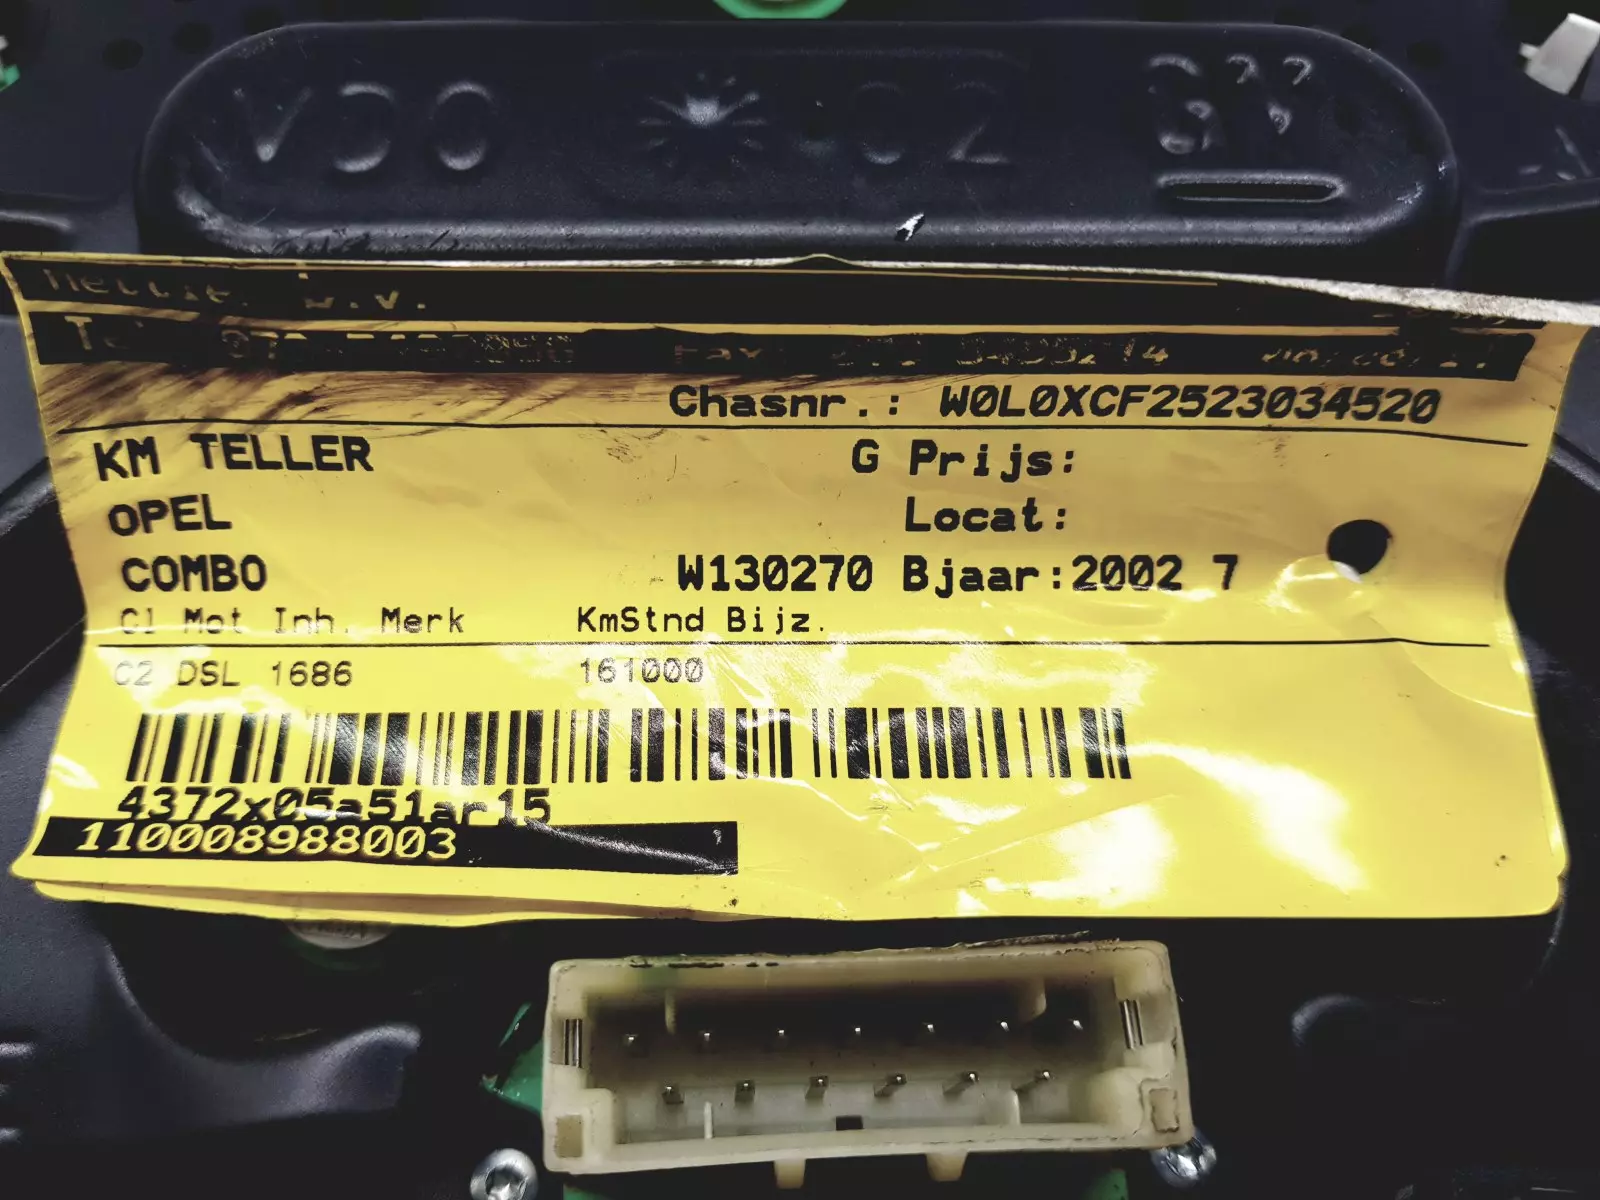 VDO CZ
b.v.
Chasnr.: W0L0XCF2523034520
KM TELLER G Prijs:
OPEL Locat:
COMBO W130270 Bjaar:2002 7
Cl Mot Inh. Merk KmStnd Bijz.
C2 DSL 1686 161000
4372x05a51ar15
110008988003